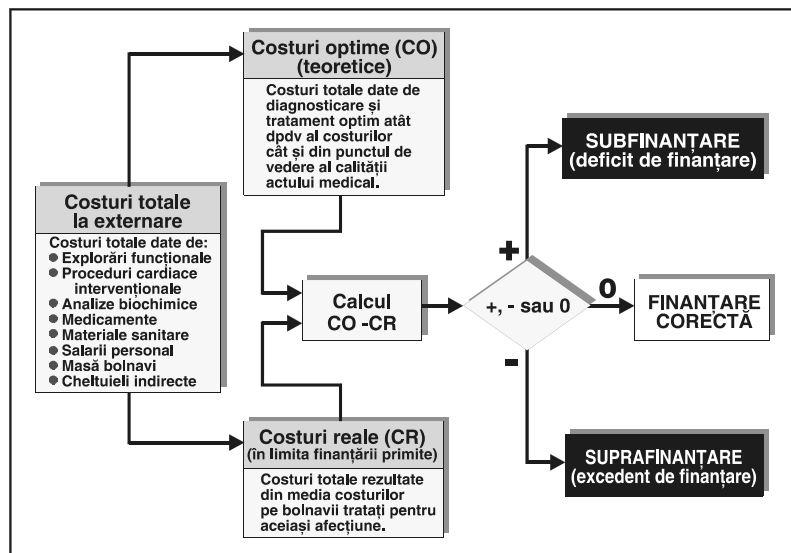 Costuri optime (CO)
(teoretice)
Costuri totale date de
diagnosticare și
tratament optim atât
dpdv al costurilor
cât și din punctul de
vedere al calității
actului medical.
Costuri totale
la externare
Costuri totale date de:
Explorări funcționale
Proceduri cardiace
intervenționale
Analize biochimice
Medicamente
Materiale sanitare
Salarii personal
Masă bolnavi
Cheltuieli indirecte
Costuri reale (CR)
(în limita finanțării primite)
Costuri totale rezultate
din media costurilor
pe bolnavii tratați pentru
aceiași afecțiune.
Calcul
CO -CR
+, - sau 0
+
SUBFINANȚARE
(deficit de finanțare)
0
FINANȚARE
CORECTĂ
-
SUPRAFINANȚARE
(excedent de finanțare)